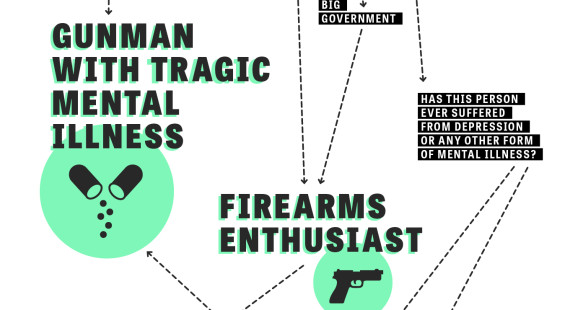 BIG
GOVERNMENT
GUNMAN
WITH TRAGIC
MENTAL
ILLNESS
HAS THIS PERSON
EVER SUFFERED
FROM DEPRESSION
OR ANY OTHER FORM
OF MENTAL ILLNESS?
FIREARMS
ENTHUSIAST